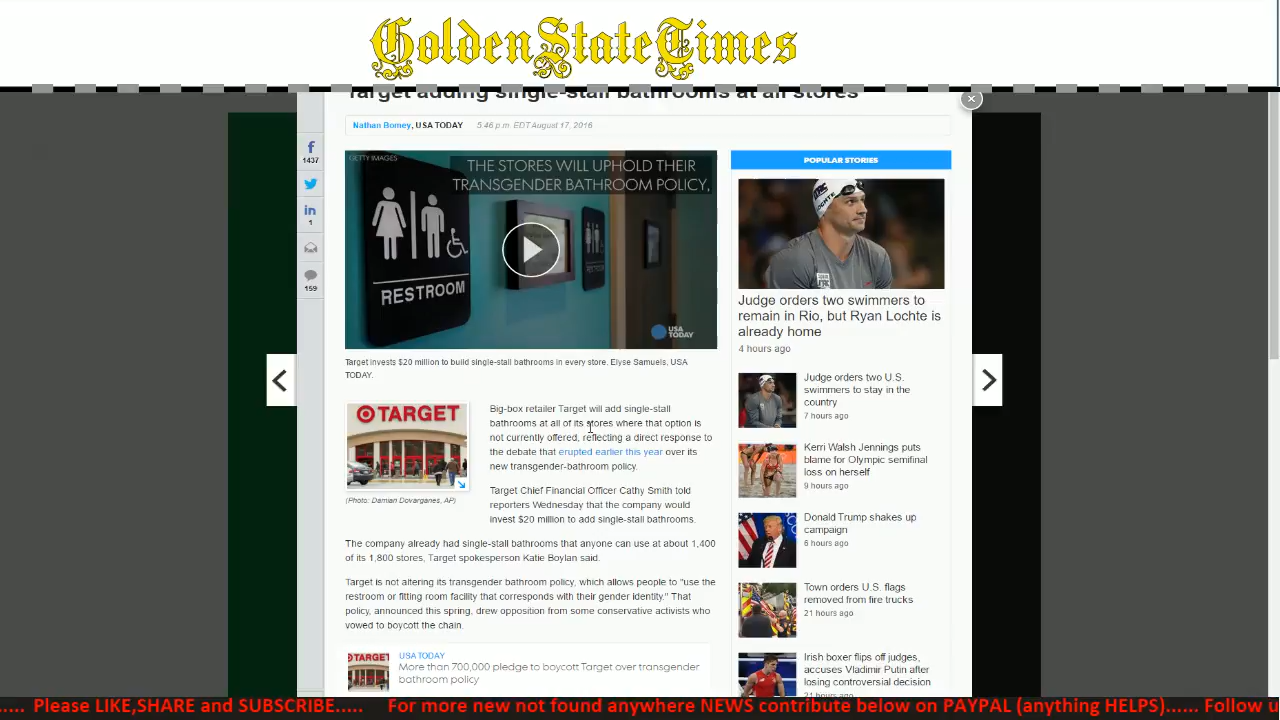 GoldenStateTimes
Target adding single-stall bathrooms at all stores
Nathan Bomey, USA TODAY 5:46 p.m. EDT August 17, 2016
f
1437
in
1
159
GETTY IMAGES
THE STORES WILL UPHOLD THEIR
TRANSGENDER BATHROOM POLICY,
RESTROOM
USA
TODAY
Target invests $20 million to build single-stall bathrooms in every store. Elyse Samuels, USA
TODAY.
TARGET
(Photo: Damian Dovarganes, AP)
Big-box retailer Target will add single-stall
bathrooms at all of its stores where that option is
not currently offered, reflecting a direct response to
the debate that erupted earlier this year over its
new transgender-bathroom policy.
Target Chief Financial Officer Cathy Smith told
reporters Wednesday that the company would
invest $20 million to add single-stall bathrooms.
The company already had single-stall bathrooms that anyone can use at about 1,400
of its 1,800 stores, Target spokesperson Katie Boylan said.
Target is not altering its transgender bathroom policy, which allows people to "use the
restroom or fitting room facility that corresponds with their gender identity." That
policy, announced this spring, drew opposition from some conservative activists who
vowed to boycott the chain.
TARGET
USA TODAY
More than 700,000 pledge to boycott Target over transgender
bathroom policy
POPULAR STORIES
Judge orders two swimmers to
remain in Rio, but Ryan Lochte is
already home
4 hours ago
Judge orders two U.S.
swimmers to stay in the
country
7 hours ago
Kerri Walsh Jennings puts
blame for Olympic semifinal
loss on herself
9 hours ago
Donald Trump shakes up
campaign
6 hours ago
Town orders U.S. flags
removed from fire trucks
21 hours ago
Irish boxer flips off judges,
accuses Vladimir Putin after
losing controversial decision
21 hours ago
..... Please LIKE,SHARE and SUBSCRIBE..... For more new not found anywhere NEWS contribute below on PAYPAL (anything HELPS)...... Follow u